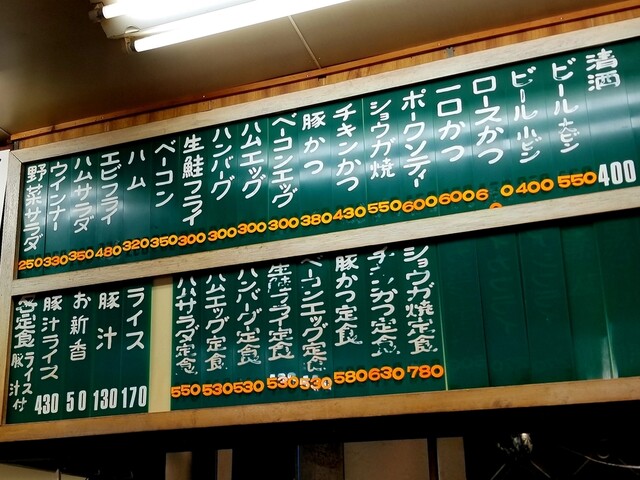 清酒 400
ビール 大ビン 550
ビール 小ビン 400
ロースかつ
一口かつ 600
ポークソテー 600
ショウガ焼 550
チキンかつ 430
豚かつ 380
ベーコンエッグ 300
ハムエッグ 300
ハンバーグ 300
生鮭フライ 300
ベーコン 350
ハム 320
エビフライ 480
ハムサラダ 350
ウインナー 330
野菜サラダ 250
ショウガ焼定食 780
チキンかつ定食 630
豚かつ定食 580
ベーコンエッグ定食 530
生鮭フライ定食 530
ハンバーグ定食 530
ハムエッグ定食 530
ハムサラダ定食 550
ライス 170
豚汁 130
お新香 50
豚汁ライス 430
各定食 ライス 豚汁付